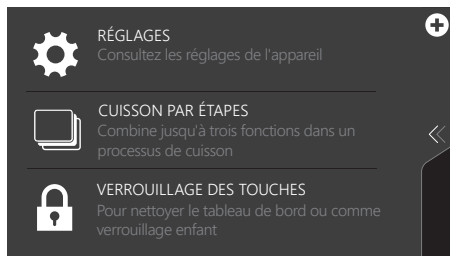 RÉGLAGES
Consultez les réglages de l'appareil
CUISSON PAR ÉTAPES
Combine jusqu'à trois fonctions dans un
processus de cuisson
VERROUILLAGE DES TOUCHES
Pour nettoyer le tableau de bord ou comme
verrouillage enfant